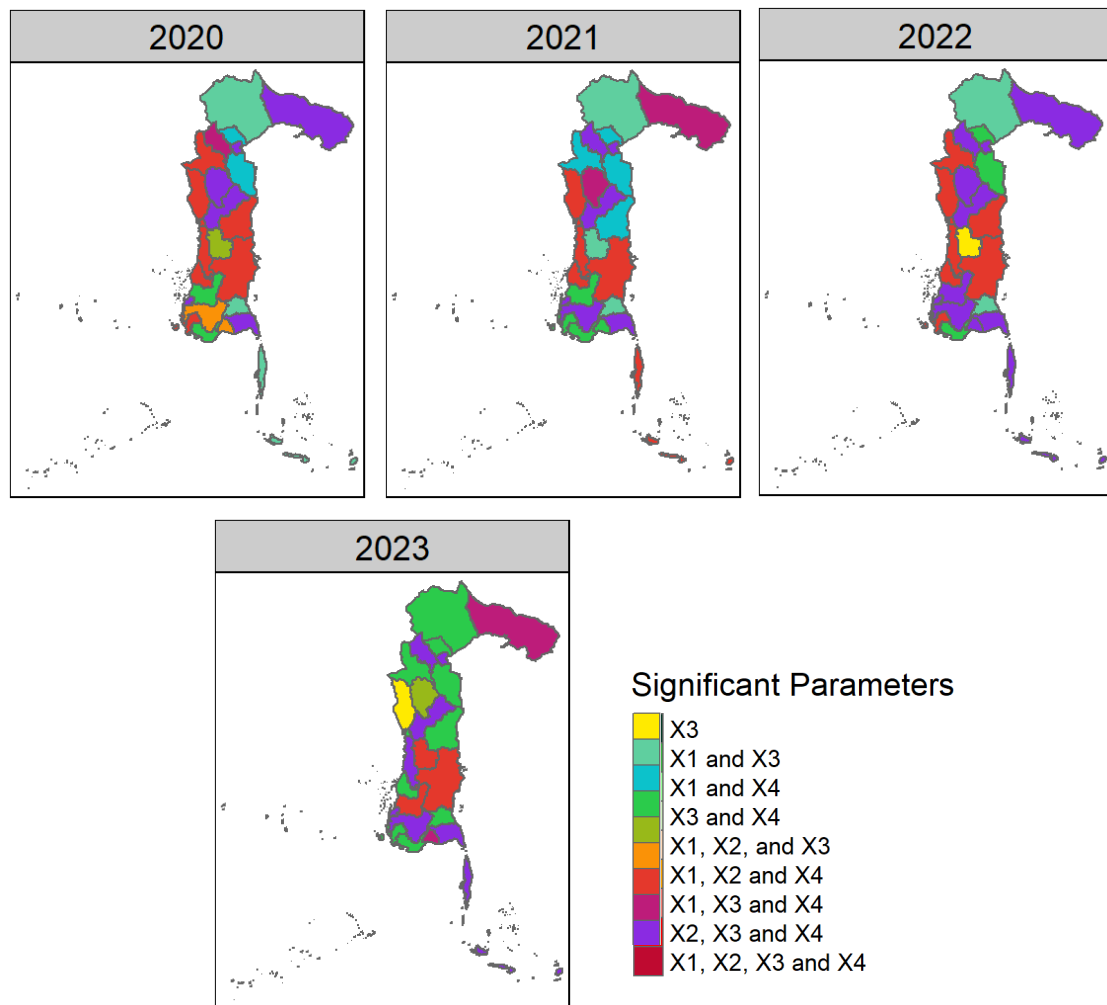 2020
2021
2022
2023
Significant Parameters
X3
X1 and X3
X1 and X4
X3 and X4
X1, X2, and X3
X1, X2 and X4
X1, X3 and X4
X2, X3 and X4
X1, X2, X3 and X4